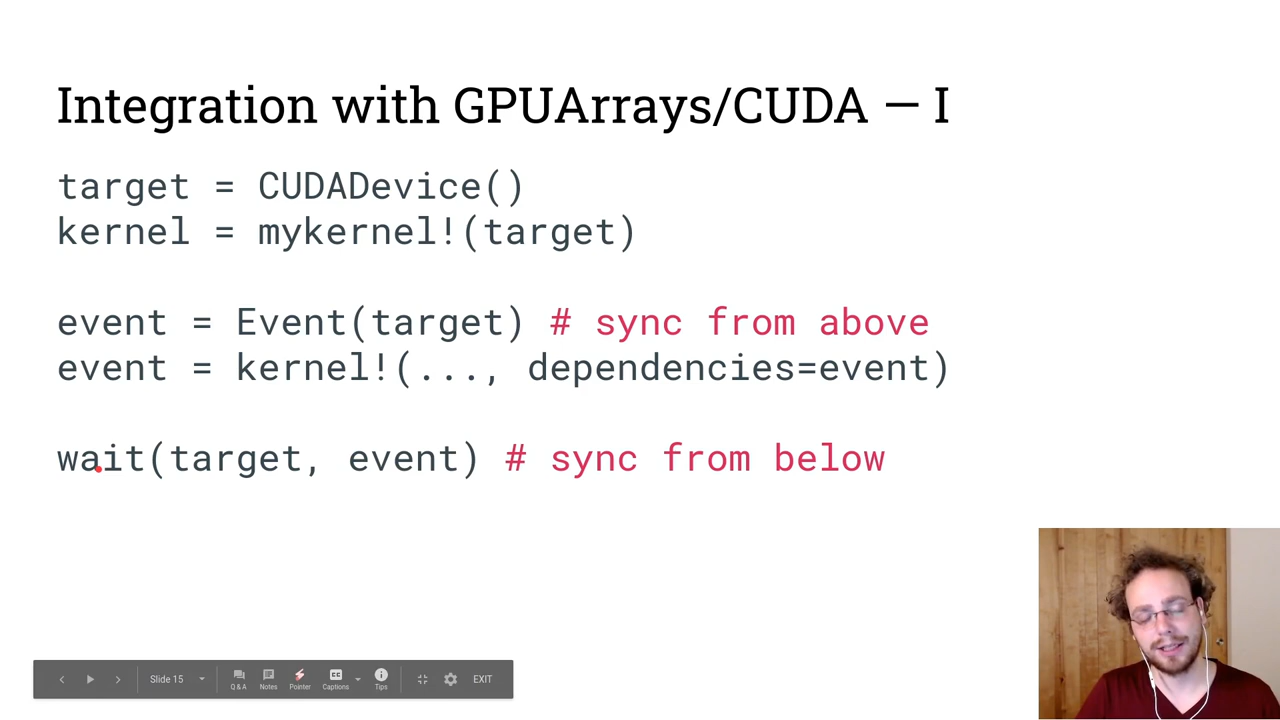 Integration with GPUArrays/CUDA — I
target = CUDADevice()
kernel = mykernel!(target)
event = Event(target) # sync from above
event = kernel!(..., dependencies=event)
wait(target, event) # sync from below
Slide 15
Q & A
Notes
Pointer
Captions
Tips
EXIT